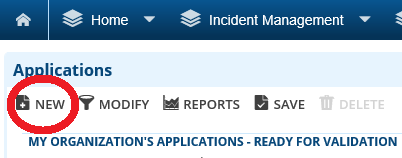 Home Incident Management
Applications
NEW MODIFY REPORTS SAVE DELETE
MY ORGANIZATION'S APPLICATIONS - READY FOR VALIDATION